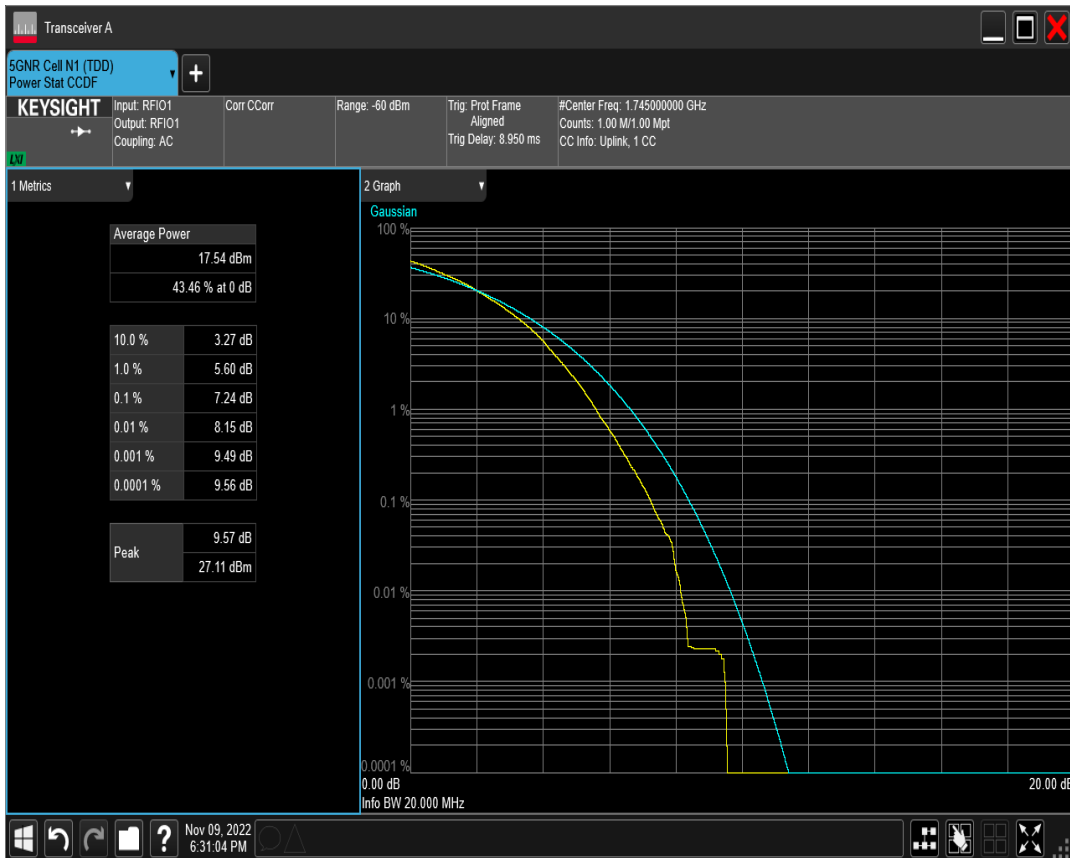 Transceiver A
5GNR Cell N1 (TDD)
Power Stat CCDF
+
KEYSIGHT
LXI
Input: RFIO1
Output: RFIO1
Coupling: AC
Corr CCorr
Range: -60 dBm
Trig: Prot Frame
Aligned
Trig Delay: 8.950 ms
#Center Freq: 1.745000000 GHz
Counts: 1.00 M/1.00 Mpt
CC Info: Uplink, 1 CC
1 Metrics
Average Power
17.54 dBm
43.46 % at 0 dB
10.0 % 3.27 dB
1.0 % 5.60 dB
0.1 % 7.24 dB
0.01 % 8.15 dB
0.001 % 9.49 dB
0.0001 % 9.56 dB
Peak 9.57 dB
27.11 dBm
2 Graph
Gaussian
100 %
10 %
1 %
0.1 %
0.01 %
0.001 %
0.0001 %
0.00 dB 20.00 dB
Info BW 20.000 MHz
?
Nov 09, 2022
6:31:04 PM